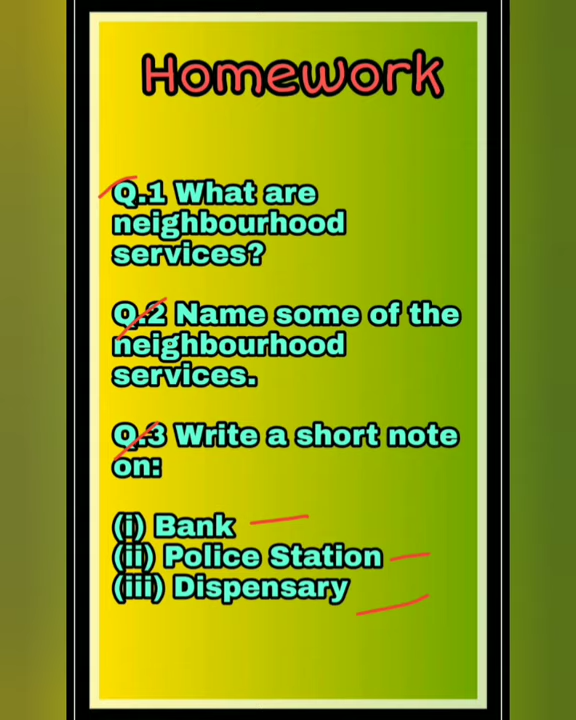 Homework
Q.1 What are
neighbourhood
services?
Q.2 Name some of the
neighbourhood
services.
Q.3 Write a short note
on:
(i) Bank
(ii) Police Station
(iii) Dispensary